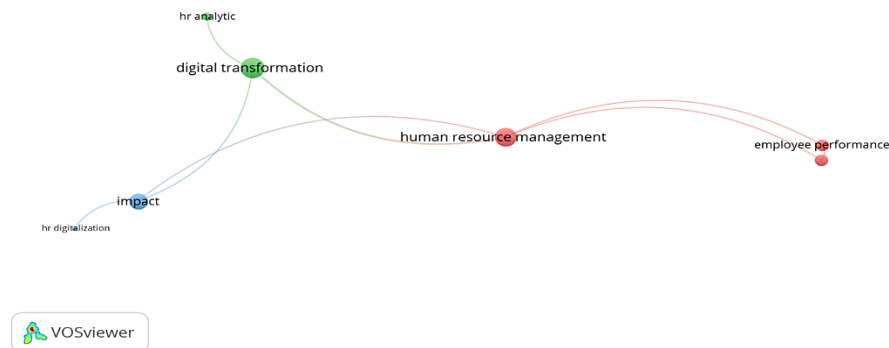 hr analytic
digital transformation
human resource management
employee performance
impact
hr digitalization
VOSviewer